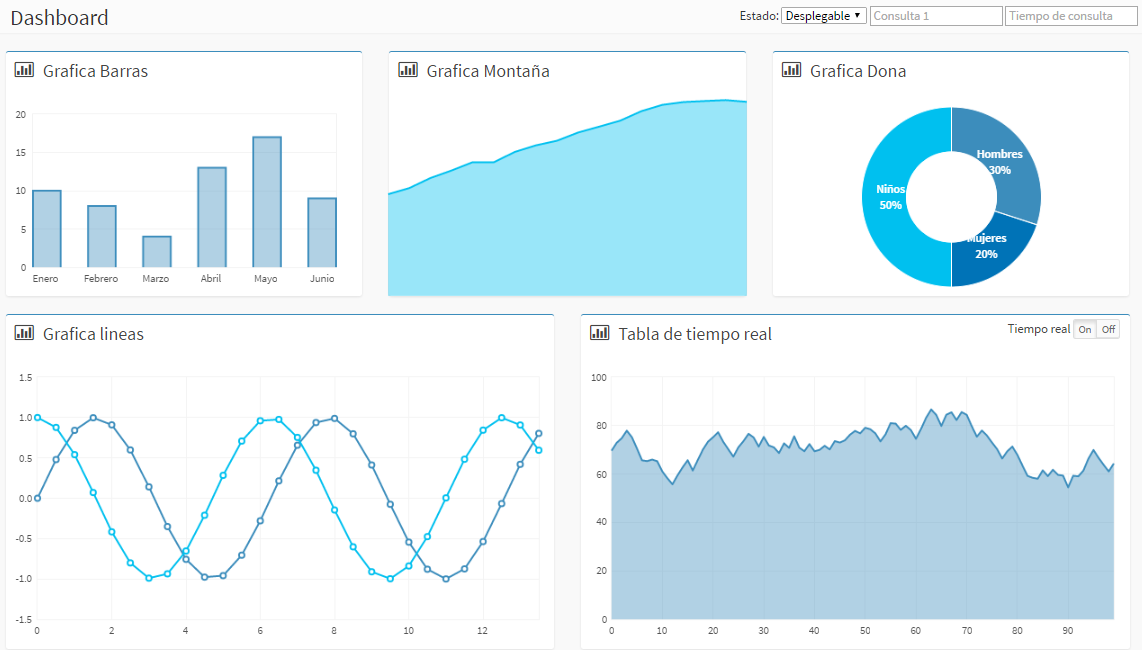 Dashboard
Estado: Desplegable Consulta 1 Tiempo de consulta
Grafica Barras
20
15
10
5
0
Enero Febrero Marzo Abril Mayo Junio
Grafica Montaña
Grafica Dona
Hombres
30%
Niños
50%
Mujeres
20%
Grafica lineas
1.5
1.0
0.5
0.0
-0.5
-1.0
-1.5
0 2 4 6 8 10 12
Tabla de tiempo real
Tiempo real On Off
100
80
60
40
20
0
0 10 20 30 40 50 60 70 80 90